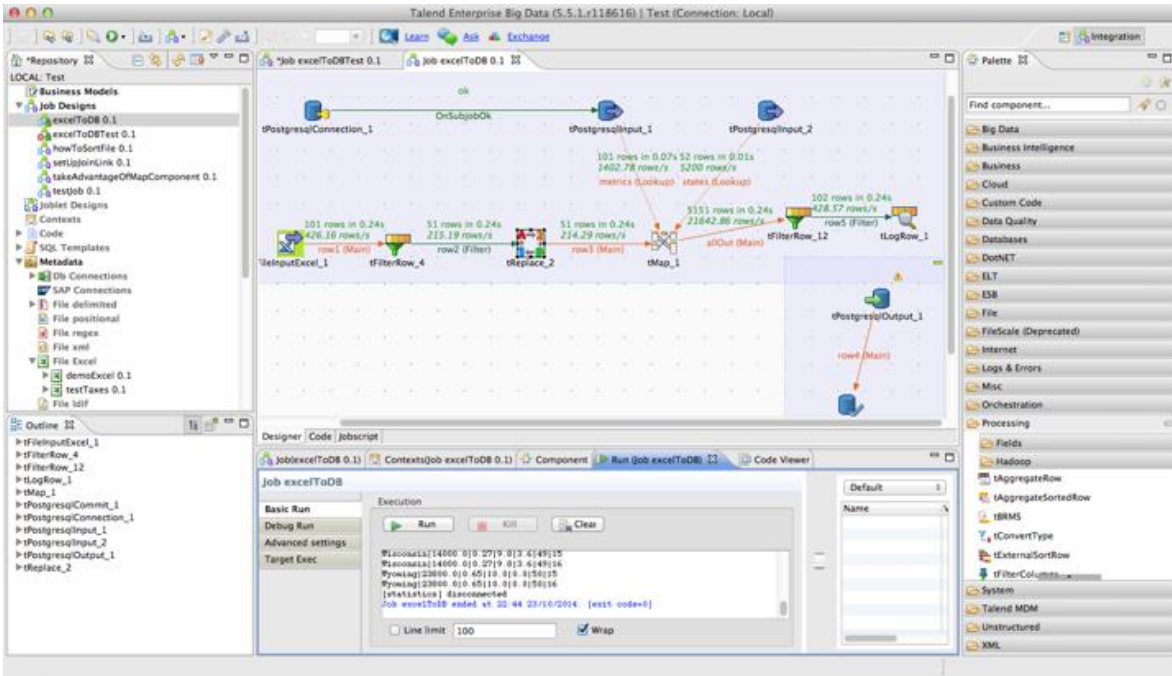 Talend Enterprise Big Data (5.5.1.r118616) | Test (Connection: Local)
Learn Ask Exchange
Integration
*Repository
LOCAL: Test
Business Models
Job Designs
excelToDB 0.1
excelToDBTest 0.1
howToSortFile 0.1
setUpJoinLink 0.1
takeAdvantageOfMapComponent 0.1
testJob 0.1
Joblet Designs
Contexts
Code
SQL Templates
Metadata
Db Connections
SAP Connections
File delimited
File positional
File regex
File xml
File Excel
demoExcel 0.1
testTaxes 0.1
File ldif
Outline
tFileInputExcel_1
tFilterRow_4
tFilterRow_12
tLogRow_1
tMap_1
tPostgresqlCommit_1
tPostgresqlConnection_1
tPostgresqlInput_1
tPostgresqlInput_2
tPostgresqlOutput_1
tReplace_2
*Job excelToDBTest 0.1
Job excelToDB 0.1
ok
OnSubjobOk
tPostgresqlConnection_1
tPostgresqlInput_1
tPostgresqlInput_2
101 rows in 0.07s
1402.78 rows/s
metrics (Lookup)
52 rows in 0.01s
5200 rows/s
states (Lookup)
101 rows in 0.24s
426.16 rows/s
row1 (Main)
51 rows in 0.24s
215.19 rows/s
row2 (Filter)
51 rows in 0.24s
214.29 rows/s
row3 (Main)
5151 rows in 0.24s
21642.86 rows/s
allOut (Main)
102 rows in 0.24s
428.57 rows/s
row5 (Filter)
ileInputExcel_1
tFilterRow_4
tReplace_2
tMap_1
tFilterRow_12
tLogRow_1
tPostgresqlOutput_1
row4 (Main)
Designer Code Jobscript
Job(excelToDB 0.1)
Contexts(Job excelToDB 0.1)
Component
Run (Job excelToDB)
Code Viewer
Job excelToDB
Basic Run
Debug Run
Advanced settings
Target Exec
Execution
Run
Kill
Clear
Wisconsin|14000.0|0.27|9.0|3.6|49|15
Wisconsin|14000.0|0.27|9.0|3.6|49|16
Wyoming|23800.0|0.65|10.0|0.8|50|15
Wyoming|23800.0|0.65|10.0|0.8|50|16
[statistics] disconnected
Job excelToDB ended at 22:44 23/10/2014. [exit code=0]
Line limit 100
Wrap
Default
Name
Palette
Find component...
Big Data
Business Intelligence
Business
Cloud
Custom Code
Data Quality
Databases
DotNET
ELT
ESB
File
FileScale (Deprecated)
Internet
Logs & Errors
Misc
Orchestration
Processing
Fields
Hadoop
tAggregateRow
tAggregateSortedRow
tBRMS
tConvertType
tExternalSortRow
tFilterColumns
System
Talend MDM
Unstructured
XML